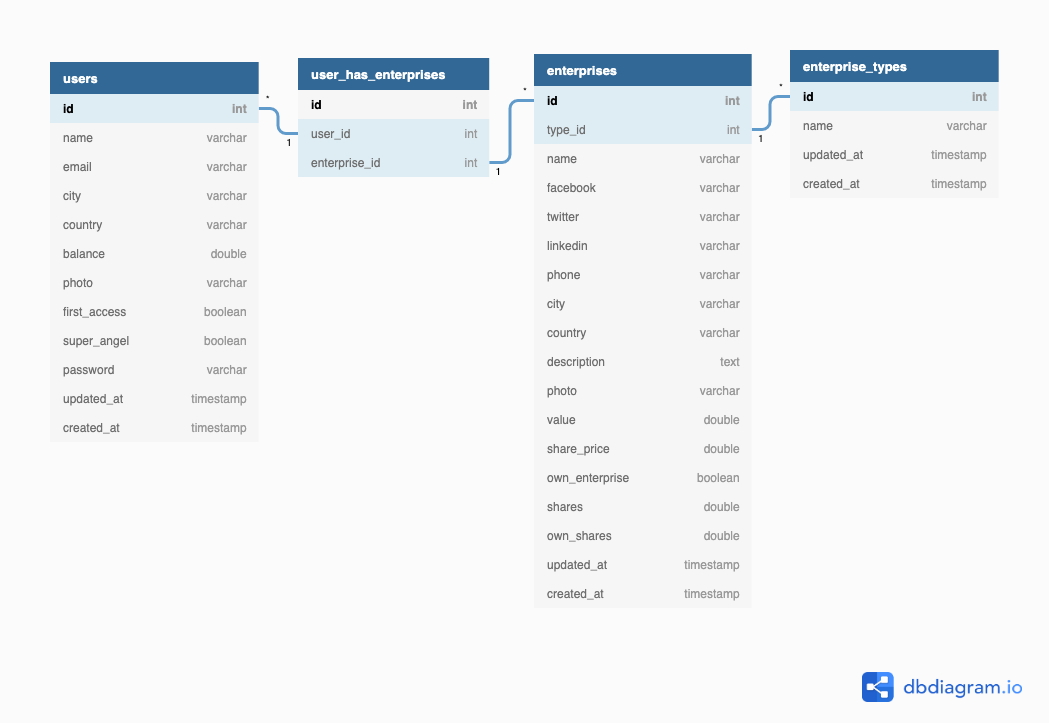 users
id int
name varchar
email varchar
city varchar
country varchar
balance double
photo varchar
first_access boolean
super_angel boolean
password varchar
updated_at timestamp
created_at timestamp
*
1
user_has_enterprises
id int
user_id int
enterprise_id int
*
1
enterprises
id int
type_id int
name varchar
facebook varchar
twitter varchar
linkedin varchar
phone varchar
city varchar
country varchar
description text
photo varchar
value double
share_price double
own_enterprise boolean
shares double
own_shares double
updated_at timestamp
created_at timestamp
*
1
enterprise_types
id int
name varchar
updated_at timestamp
created_at timestamp
dbdiagram.io